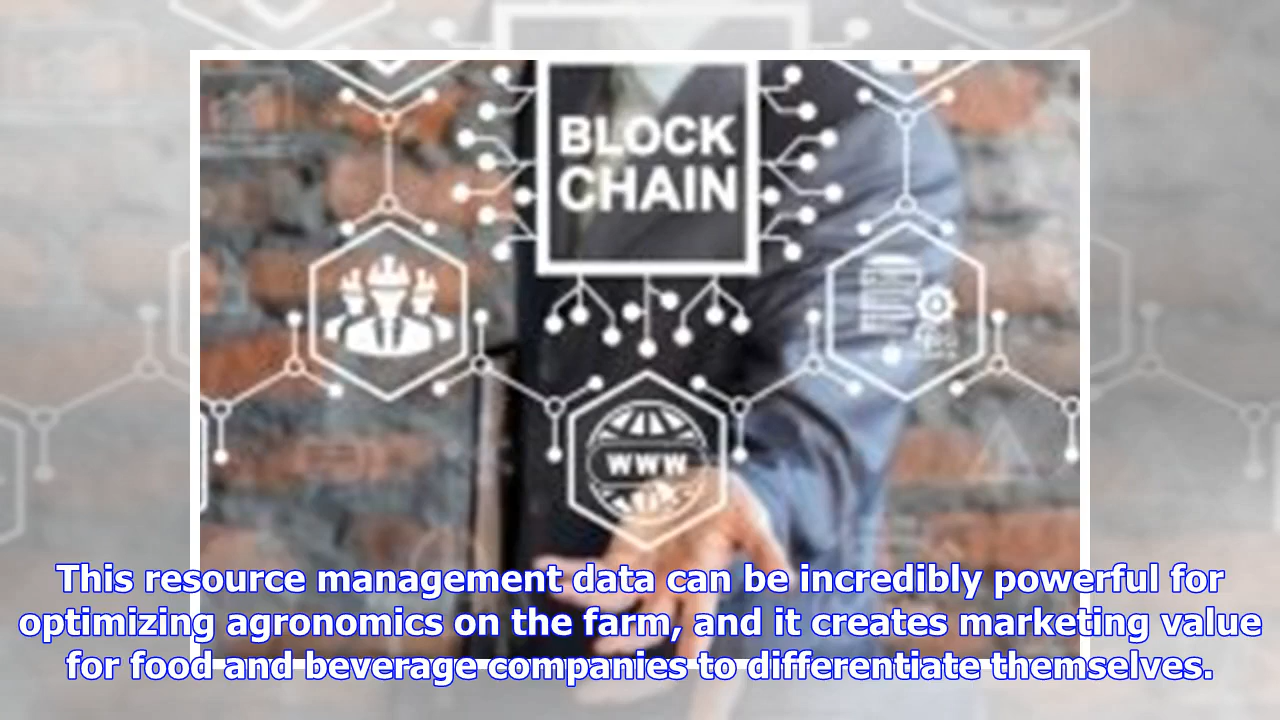 BLOCK
CHAIN
WWW
This resource management data can be incredibly powerful for
optimizing agronomics on the farm, and it creates marketing value
for food and beverage companies to differentiate themselves.